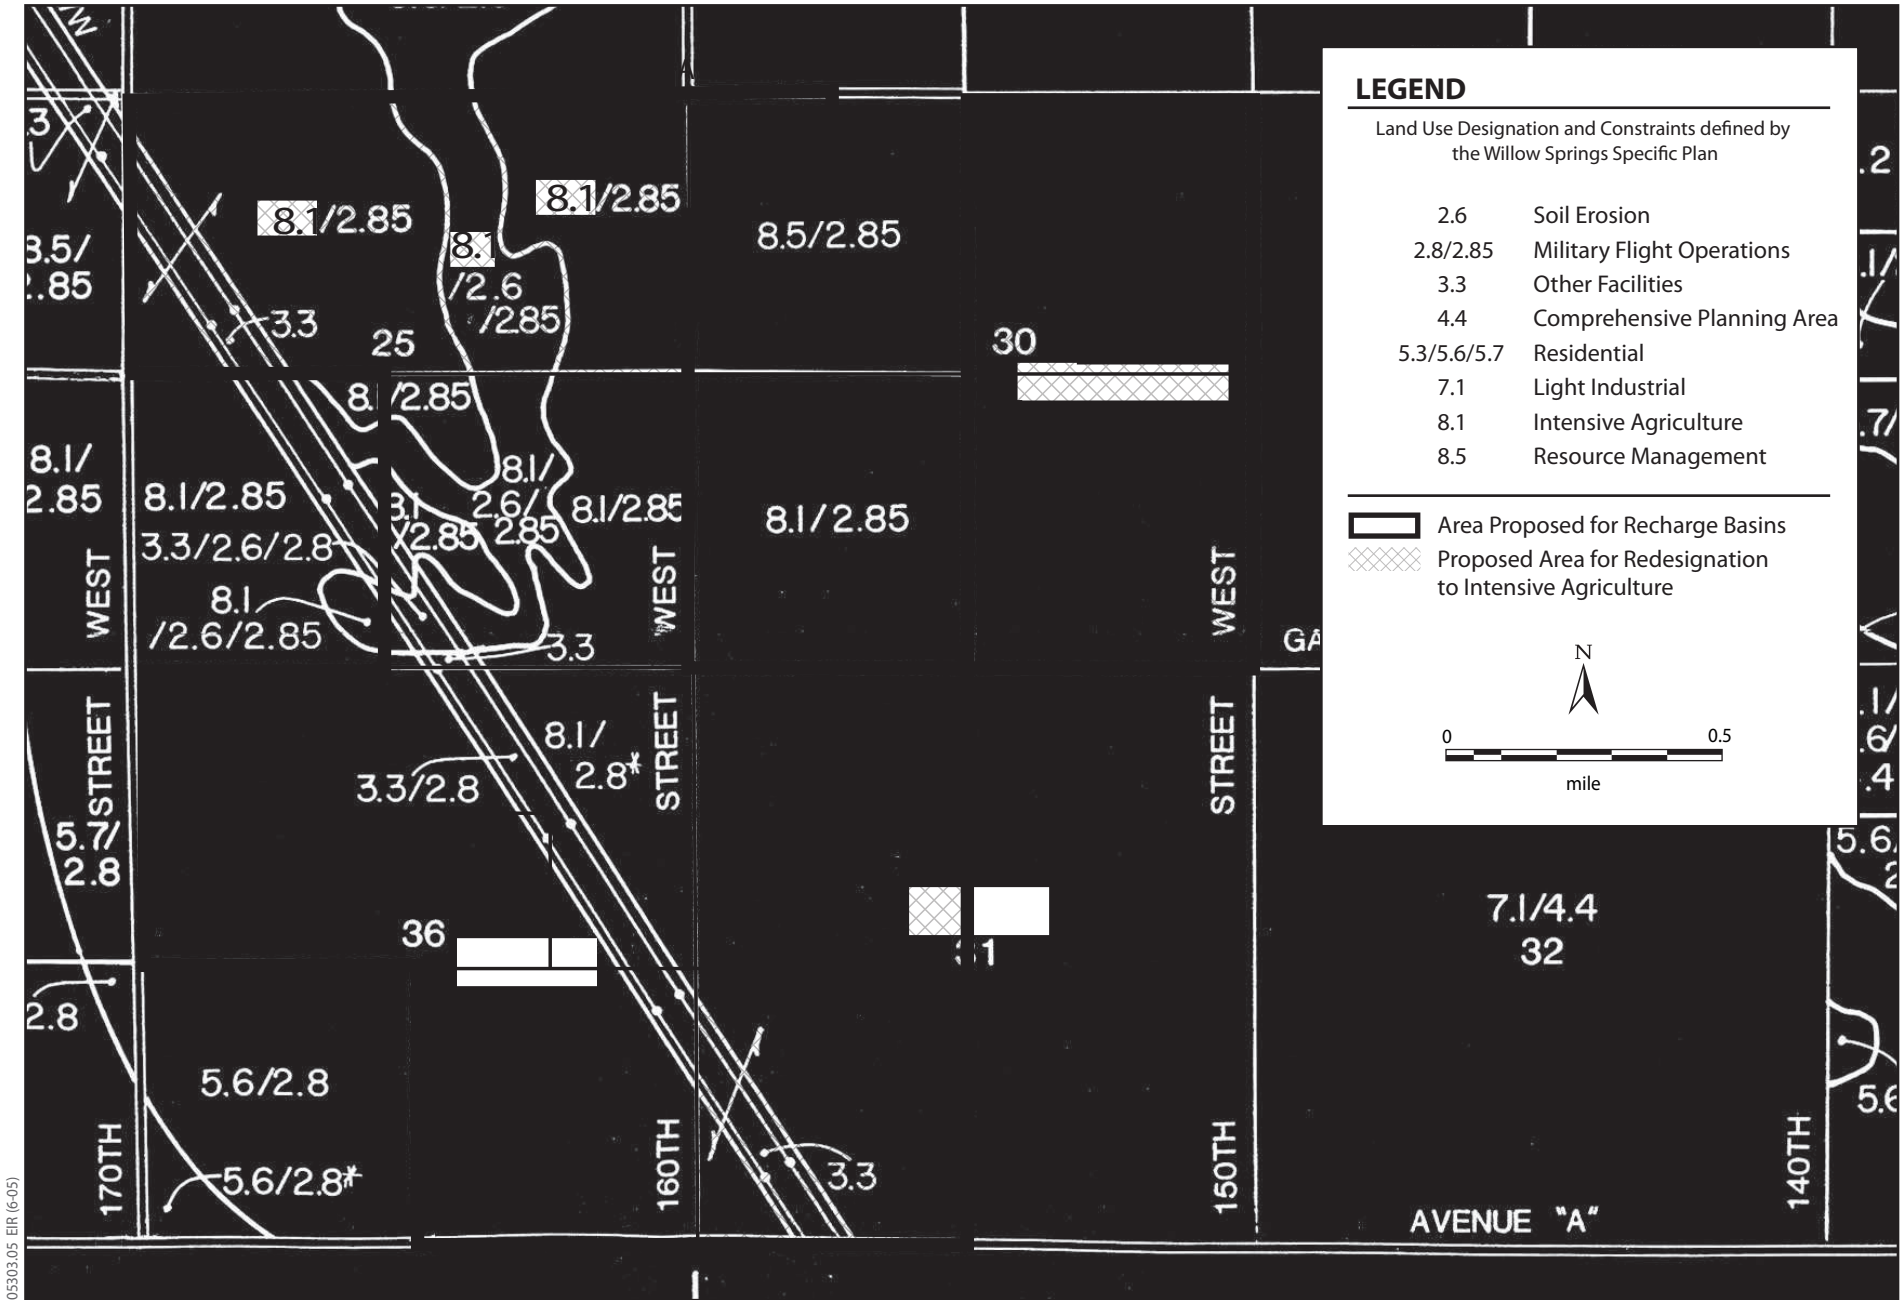 LEGEND
Land Use Designation and Constraints defined by
the Willow Springs Specific Plan
2.6 Soil Erosion
2.8/2.85 Military Flight Operations
3.3 Other Facilities
4.4 Comprehensive Planning Area
5.3/5.6/5.7 Residential
7.1 Light Industrial
8.1 Intensive Agriculture
8.5 Resource Management
Area Proposed for Recharge Basins
Proposed Area for Redesignation
to Intensive Agriculture
N
0 0.5
mile
8.1/2.85
8.1/2.85
8.1
/2.6
/2.85
8.5/2.85
3.3
25
30
8.1/
2.85
8.1/2.85
3.3/2.6/2.8
8.1
/2.6/2.85
8.1/
2.6/
2.85
8.1/2.85
8.1/2.85
3.3
WEST
WEST
WEST
STREET
STREET
STREET
8.1/
2.8*
3.3/2.8
5.7/
2.8
36
7.1/4.4
32
2.8
5.6/2.8
5.6/2.8*
3.3
170TH
160TH
150TH
140TH
AVENUE "A"
05303.05 EIR (6-05)